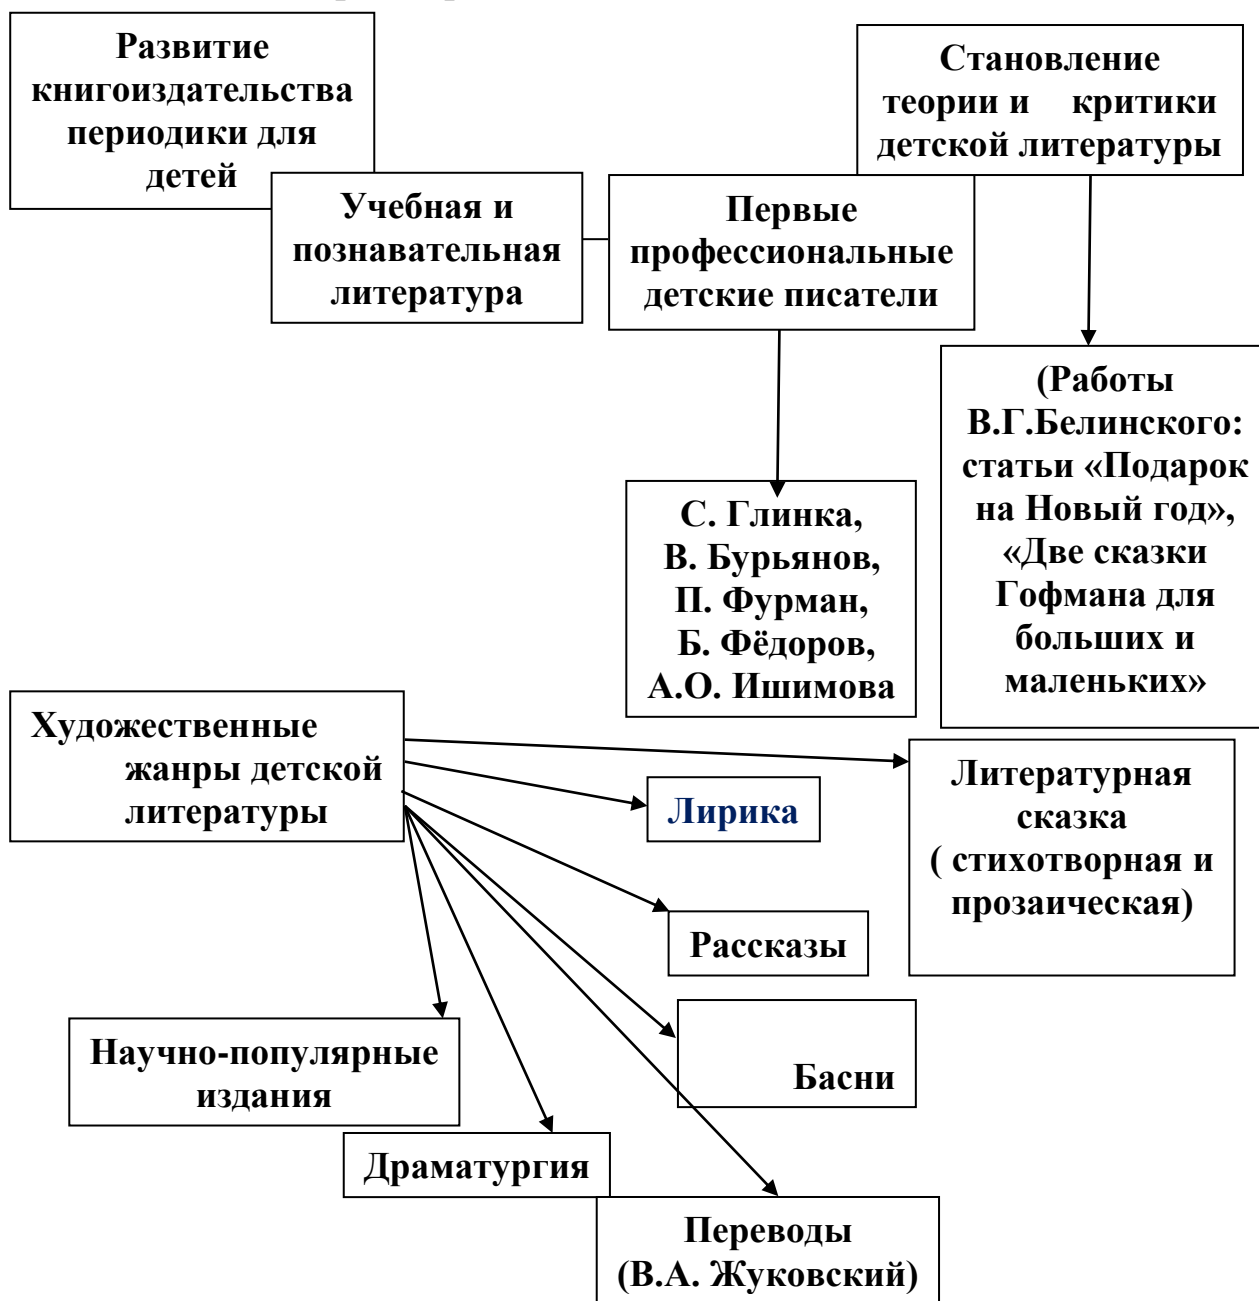 Развитие
книгоиздательства
периодики для
детей
Становление
теории и критики
детской литературы
Учебная и
познавательная
литература
Первые
профессиональные
детские писатели
(Работы
В.Г.Белинского:
статьи «Подарок
на Новый год»,
«Две сказки
Гофмана для
больших и
маленьких»
С. Глинка,
В. Бурьянов,
П. Фурман,
Б. Фёдоров,
А.О. Ишимова
Художественные
жанры детской
литературы
Лирика
Литературная
сказка
( стихотворная и
прозаическая)
Рассказы
Научно-популярные
издания
Басни
Драматургия
Переводы
(В.А. Жуковский)